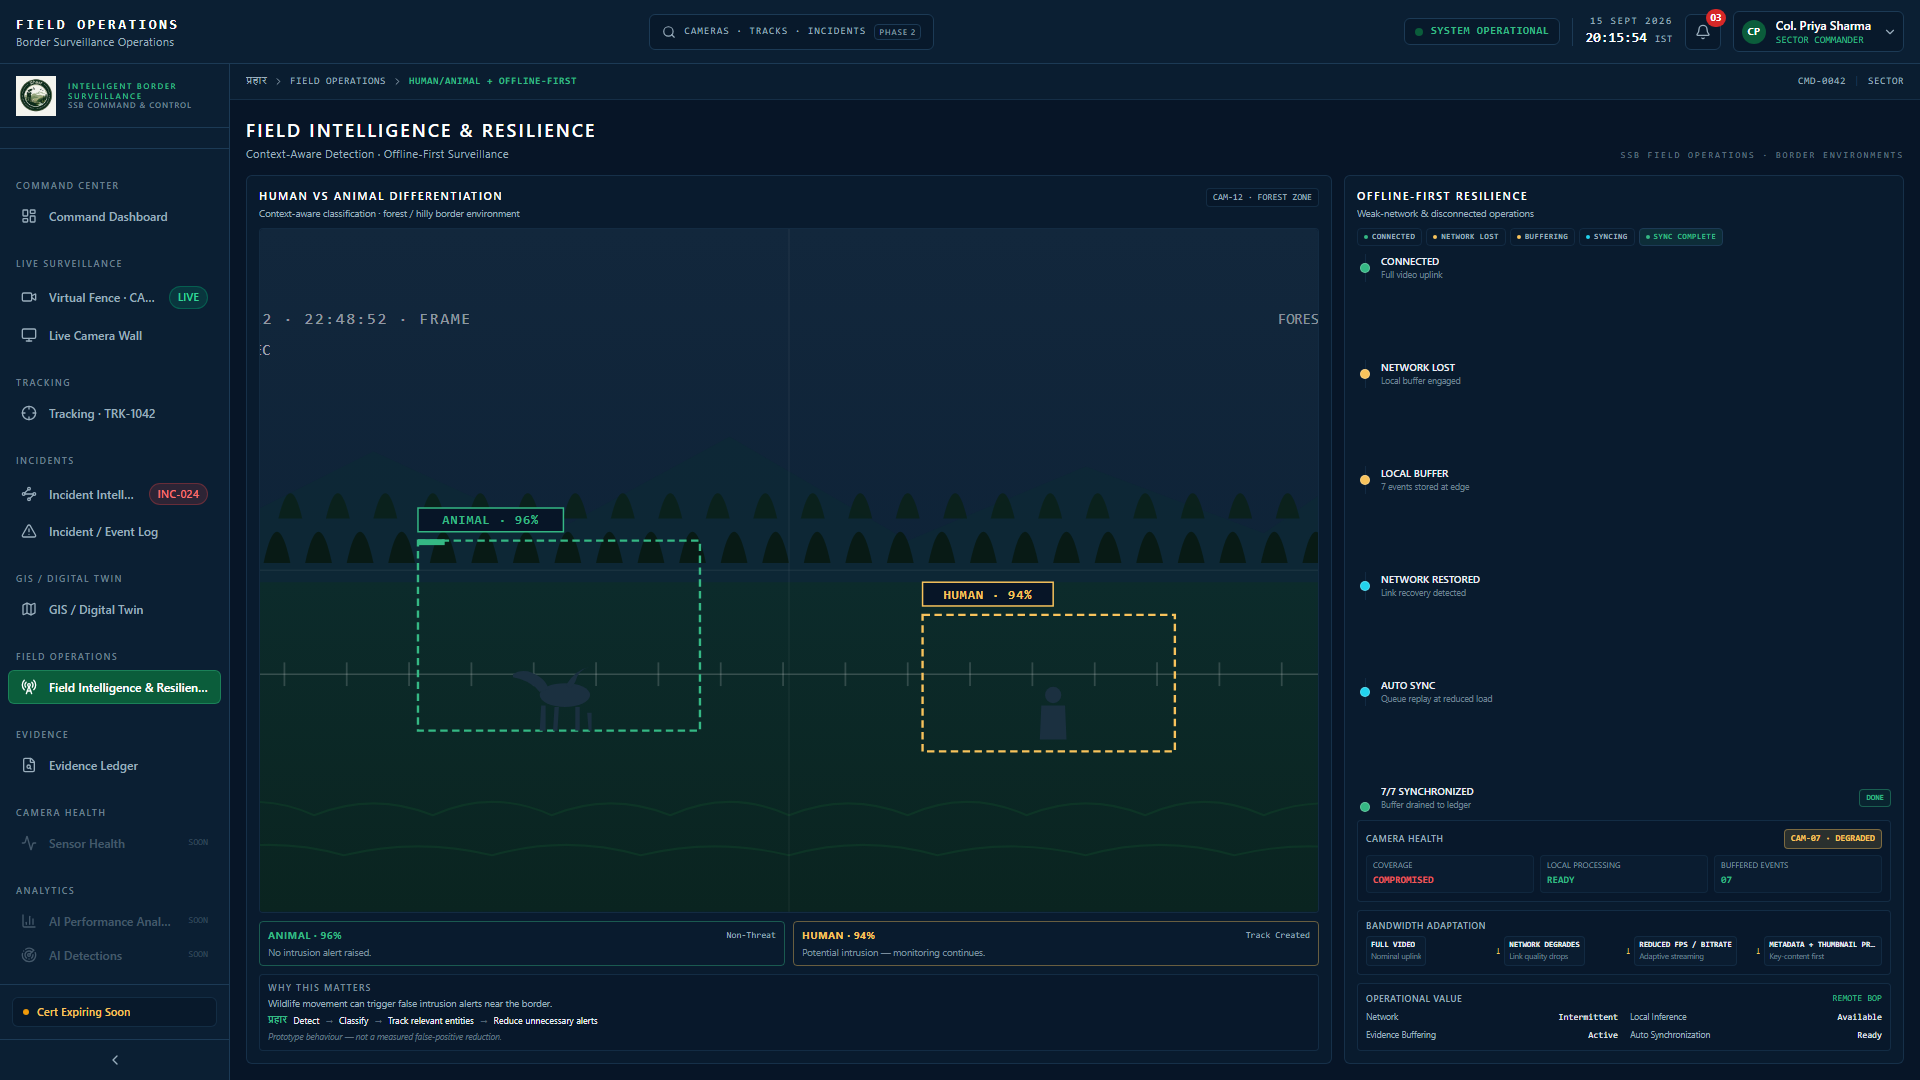 FIELD OPERATIONS
Border Surveillance Operations
CAMERAS · TRACKS · INCIDENTS PHASE 2
SYSTEM OPERATIONAL
15 SEPT 2026
20:15:54 IST
03
CP
Col. Priya Sharma
SECTOR COMMANDER
INTELLIGENT BORDER
SURVEILLANCE
SSB COMMAND & CONTROL
प्रहार > FIELD OPERATIONS > HUMAN/ANIMAL + OFFLINE-FIRST
CMD-0042 | SECTOR
COMMAND CENTER
Command Dashboard
LIVE SURVEILLANCE
Virtual Fence · CA... LIVE
Live Camera Wall
TRACKING
Tracking · TRK-1042
INCIDENTS
Incident Intell... INC-024
Incident / Event Log
GIS / DIGITAL TWIN
GIS / Digital Twin
FIELD OPERATIONS
Field Intelligence & Resilien...
EVIDENCE
Evidence Ledger
CAMERA HEALTH
Sensor Health SOON
ANALYTICS
AI Performance Anal... SOON
AI Detections SOON
Cert Expiring Soon
FIELD INTELLIGENCE & RESILIENCE
Context-Aware Detection · Offline-First Surveillance
SSB FIELD OPERATIONS · BORDER ENVIRONMENTS
HUMAN VS ANIMAL DIFFERENTIATION
Context-aware classification · forest / hilly border environment
CAM-12 · FOREST ZONE
2 · 22:48:52 · FRAME
FORES
EC
ANIMAL · 96%
HUMAN · 94%
ANIMAL · 96% Non-Threat
No intrusion alert raised.
HUMAN · 94% Track Created
Potential intrusion — monitoring continues.
WHY THIS MATTERS
Wildlife movement can trigger false intrusion alerts near the border.
प्रहार Detect → Classify → Track relevant entities → Reduce unnecessary alerts
Prototype behaviour — not a measured false-positive reduction.
OFFLINE-FIRST RESILIENCE
Weak-network & disconnected operations
CONNECTED NETWORK LOST BUFFERING SYNCING SYNC COMPLETE
CONNECTED
Full video uplink
NETWORK LOST
Local buffer engaged
LOCAL BUFFER
7 events stored at edge
NETWORK RESTORED
Link recovery detected
AUTO SYNC
Queue replay at reduced load
7/7 SYNCHRONIZED
Buffer drained to ledger
DONE
CAMERA HEALTH
CAM-07 · DEGRADED
COVERAGE
COMPROMISED
LOCAL PROCESSING
READY
BUFFERED EVENTS
07
BANDWIDTH ADAPTATION
FULL VIDEO
Nominal uplink
↓
NETWORK DEGRADES
Link quality drops
↓
REDUCED FPS / BITRATE
Adaptive streaming
↓
METADATA + THUMBNAIL PR…
Key-content first
OPERATIONAL VALUE
REMOTE BOP
Network Intermittent
Local Inference Available
Evidence Buffering Active
Auto Synchronization Ready